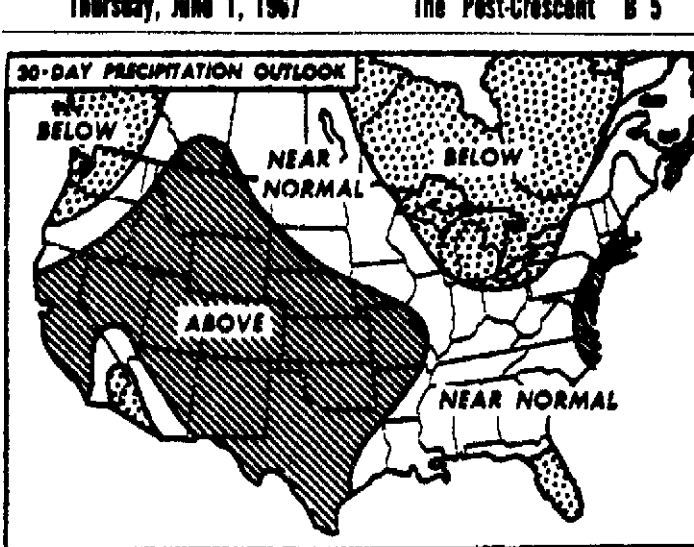 Thursday, June 1, 1967 The Post-Crescent B 5
30-DAY PRECIPITATION OUTLOOK
BELOW
NEAR
NORMAL
BELOW
ABOVE
NEAR NORMAL